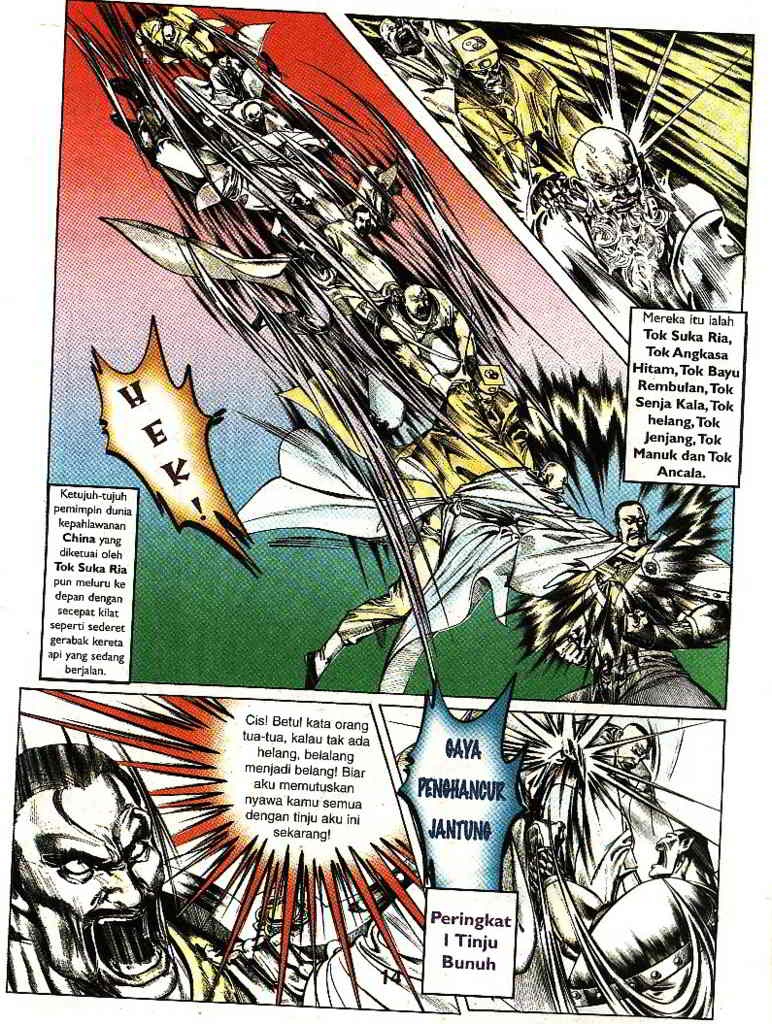 Mereka itu ialah
Tok Suka Ria,
Tok Angkasa
Hitam, Tok Bayu
Rembulan, Tok
Senja Kala, Tok
helang, Tok
Jenjang, Tok
Manuk dan Tok
Ancala.
HEK!
Ketujuh-tujuh
pemimpin dunia
kepahlawanan
China yang
diketuai oleh
Tok Suka Ria
pun meluru ke
depan dengan
secepat kilat
seperti sederet
gerabak kereta
api yang sedang
berjalan.
Cis! Betul kata orang
tua-tua, kalau tak ada
helang, belalang
menjadi belang! Biar
aku memutuskan
nyawa kamu semua
dengan tinju aku ini
sekarang!
GAYA
PENGHANCUR
JANTUNG
Peringkat
1 Tinju
Bunuh
14